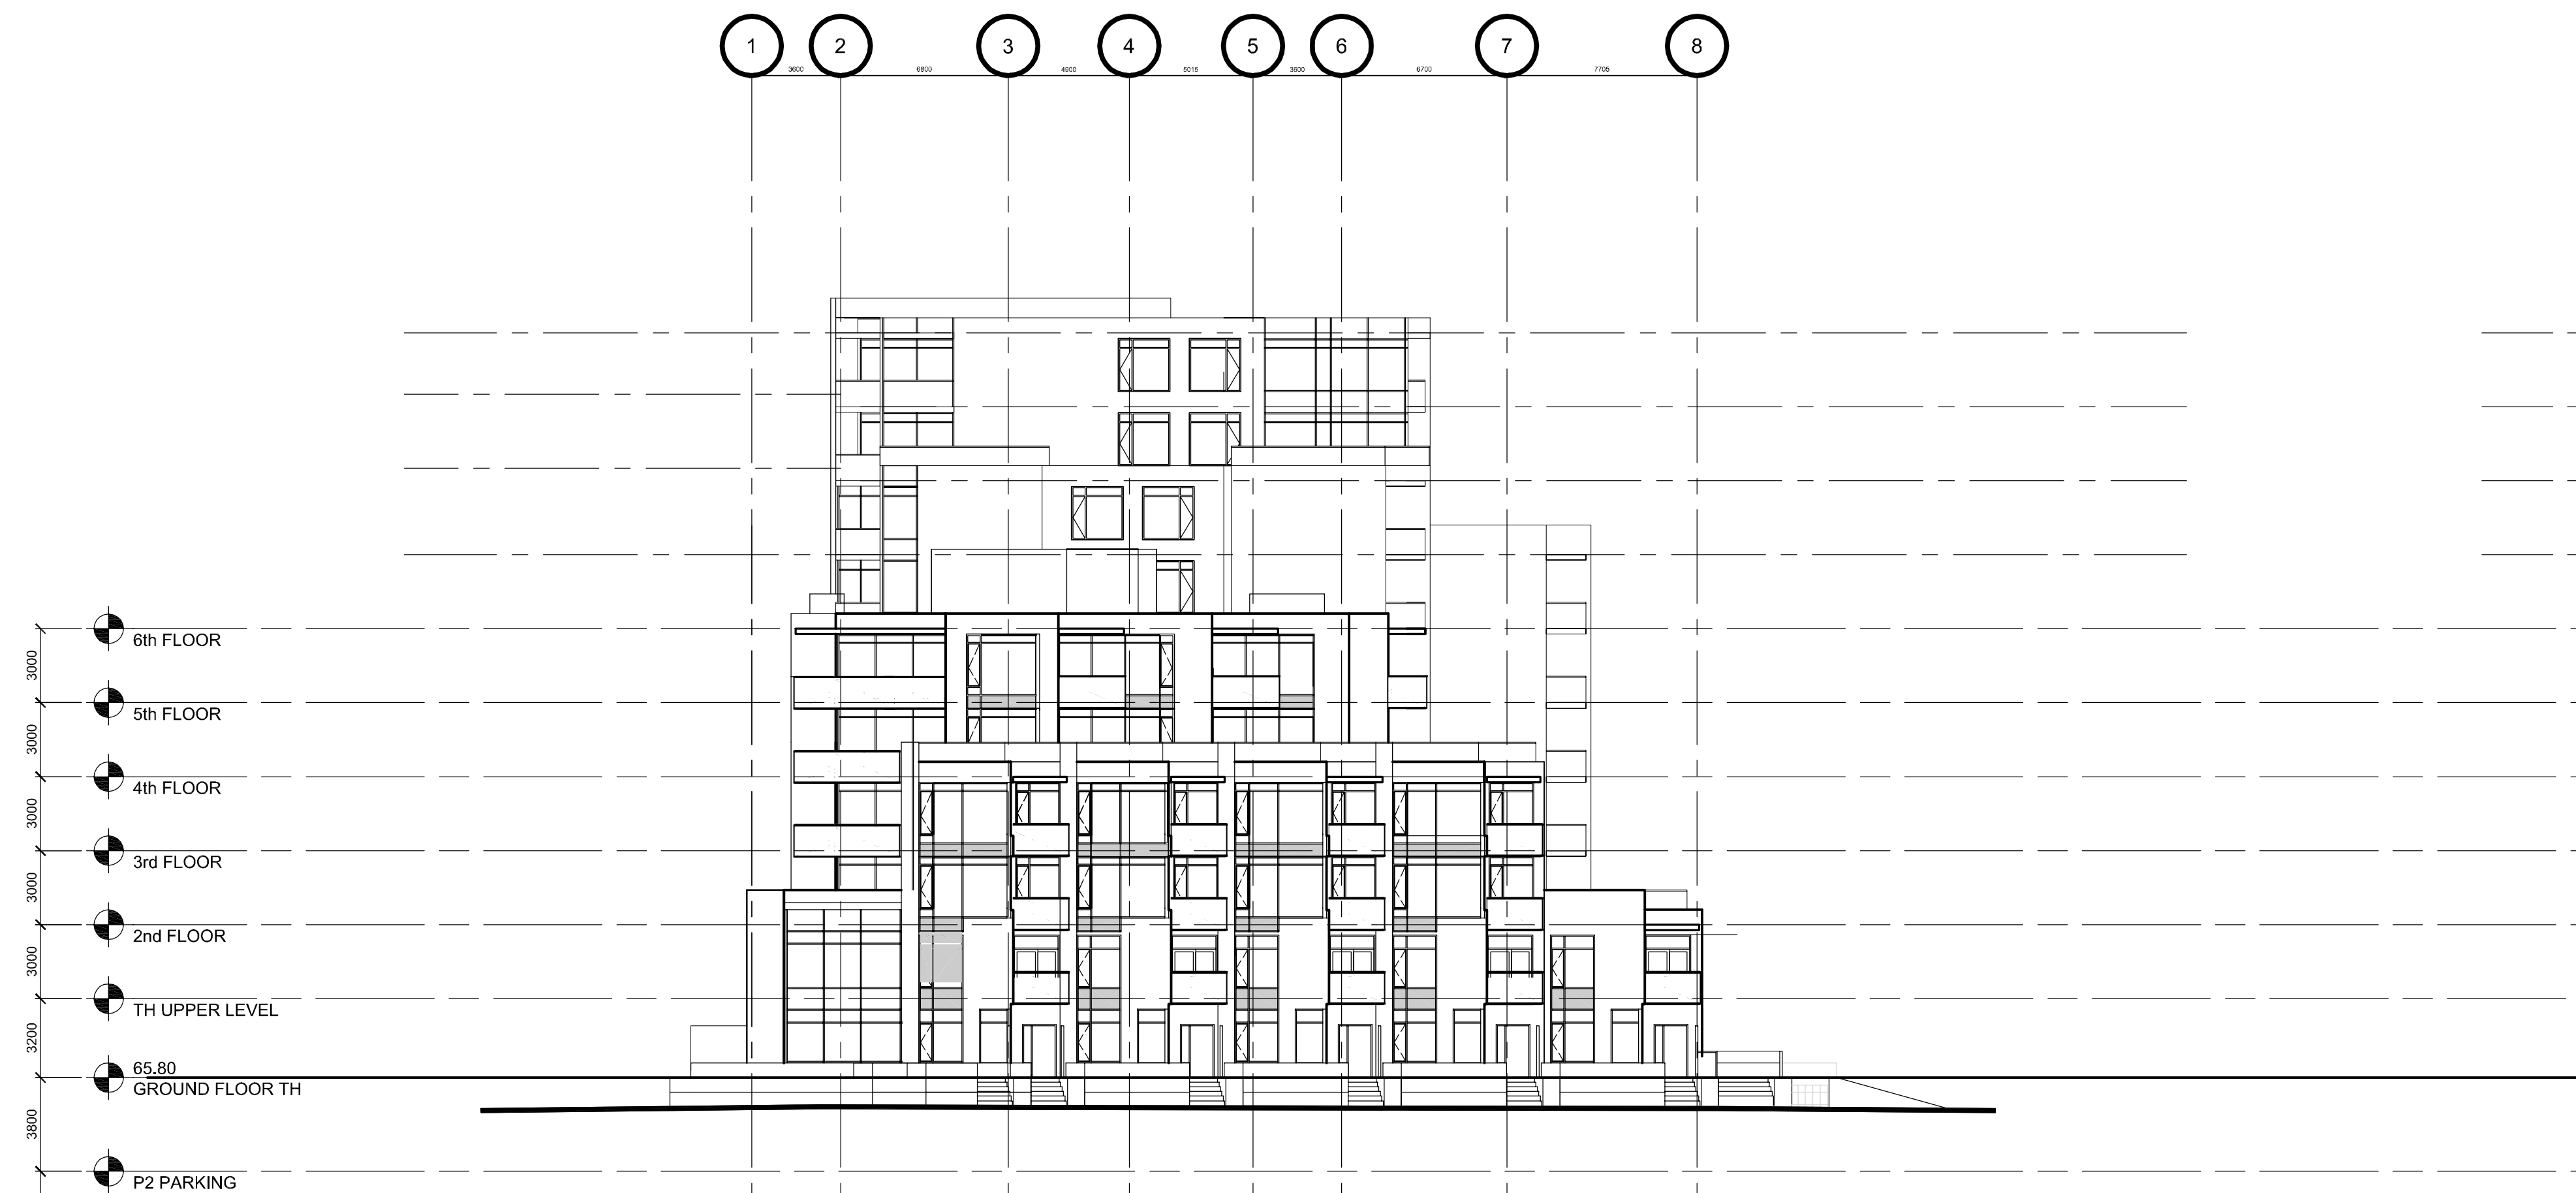 1 2 3 4 5 6 7 8
3600 6800 4900 5015 3600 6700 7705
6th FLOOR
3000
5th FLOOR
3000
4th FLOOR
3000
3rd FLOOR
3000
2nd FLOOR
3000
TH UPPER LEVEL
3200
65.80
GROUND FLOOR TH
3800
P2 PARKING